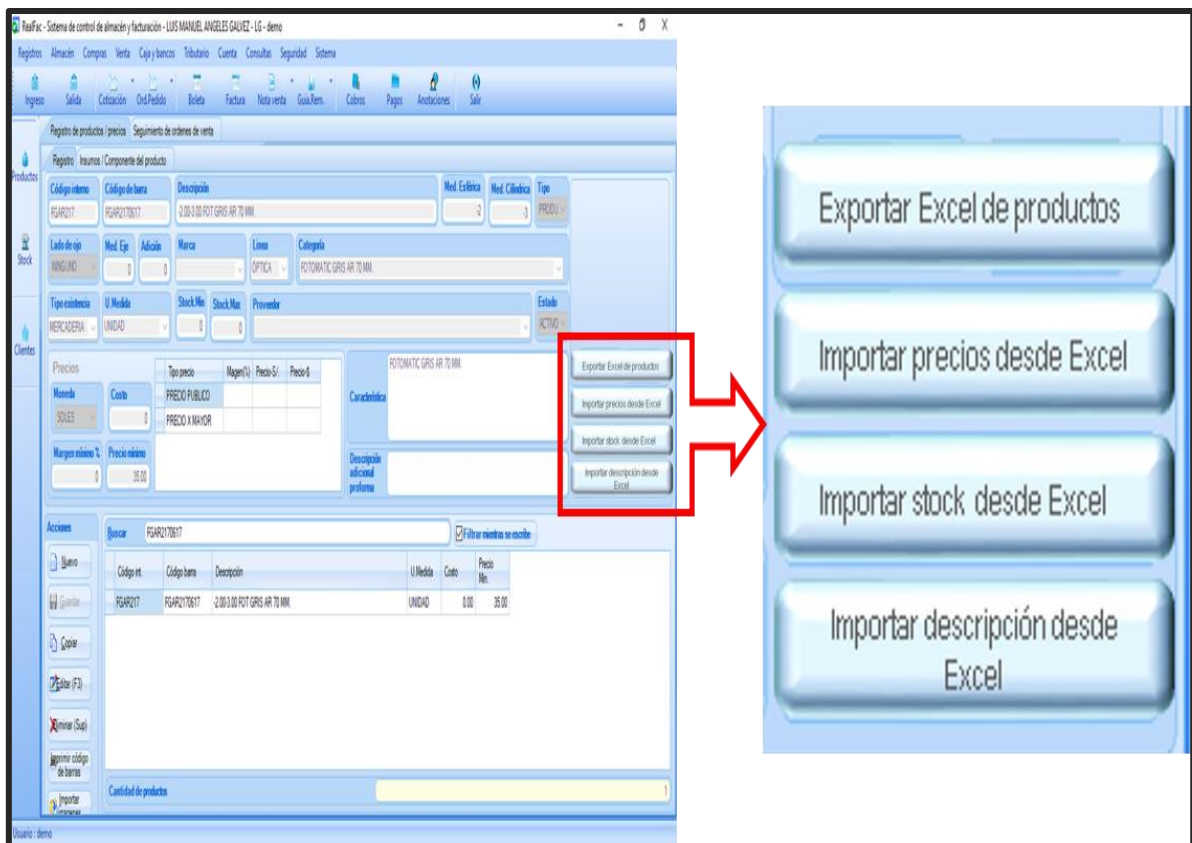 RealFac - Sistema de control de almacén y facturación - LUIS MANUEL ANGELES GALVEZ - LG - demo
Registros Almacén Compras Venta Caja y bancos Tributario Cuenta Consultas Seguridad Sistema
Ingreso Salida Cotización Ord.Pedido Boleta Factura Nota venta Guía.Rem. Cobros Pagos Anotaciones Salir
Registro de productos / precios Seguimiento de ordenes de venta
Registro Insumos / Componente del producto
Productos
Código interno Código de barra Descripción Med. Esférica Med. Cilíndrica Tipo
FGAR217 FGAR2170617 -2.00-3.00 FOT GRIS AR 70 MM. -2 -3 PRODU
Stock
Lado de ojo Med. Eje Adición Marca Linea Categoría
NINGUNO 0 0 ÓPTICA FOTOMATIC GRIS AR 70 MM.
Tipo existencia U.Medida Stock.Min Stock.Max Proveedor Estado
MERCADERIA UNIDAD 0 0 ACTIVO
Clientes
Precios
Tipo precio Magen(%) Precio-S/. Precio-$
PRECIO PUBLICO
PRECIO X MAYOR
Moneda Costo
SOLES 0
Margen mínimo % Precio mínimo
0 35.00
Característica
FOTOMATIC GRIS AR 70 MM.
Descripción
adicional
proforma
Exportar Excel de productos
Importar precios desde Excel
Importar stock desde Excel
Importar descripción desde
Excel
Acciones
Buscar FGAR2170617 Filtrar mientras se escribe
Nuevo
Guardar
Copiar
Editar (F3)
Eliminar (Sup)
Imprimir código
de barras
Importar
imagenes
Código int. Código barra Descripción U.Medida Costo Precio
Min.
FGAR217 FGAR2170617 -2.00-3.00 FOT GRIS AR 70 MM. UNIDAD 0.00 35.00
Cantidad de productos 1
Usuario : demo
Exportar Excel de productos
Importar precios desde Excel
Importar stock desde Excel
Importar descripción desde
Excel